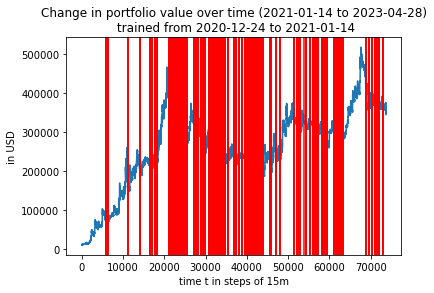 Change in portfolio value over time (2021-01-14 to 2023-04-28)
trained from 2020-12-24 to 2021-01-14
500000
400000
300000
200000
100000
0
in USD
0 10000 20000 30000 40000 50000 60000 70000
time t in steps of 15m